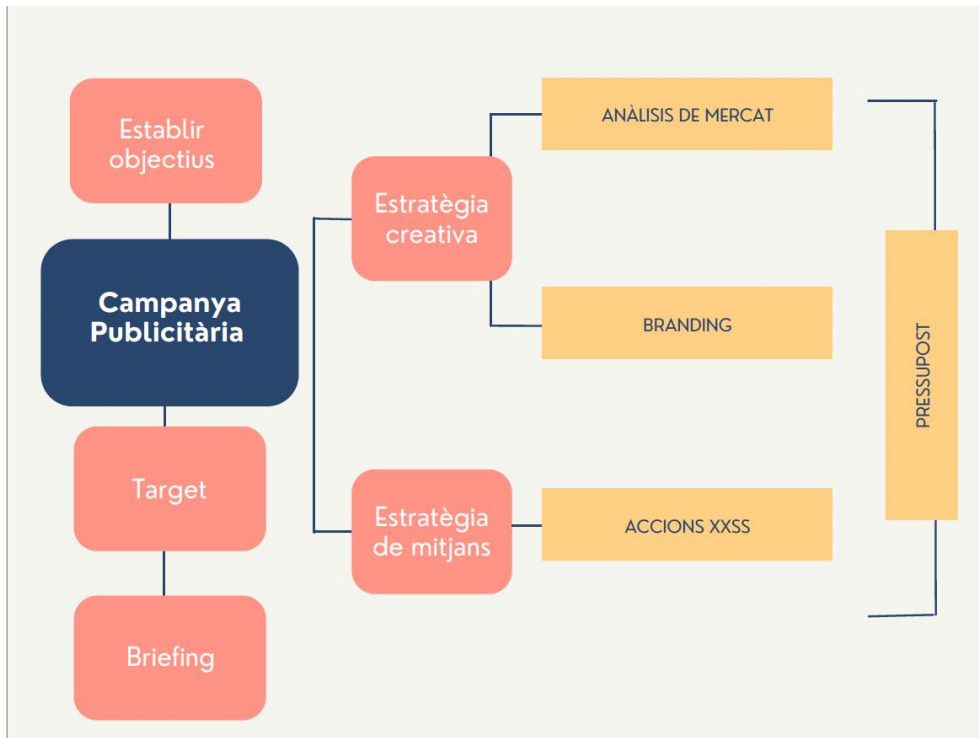 Establir
objectius
Campanya
Publicitària
Target
Briefing
Estratègia
creativa
Estratègia
de mitjans
ANÀLISIS DE MERCAT
BRANDING
ACCIONS XXSS
PRESSUPOST